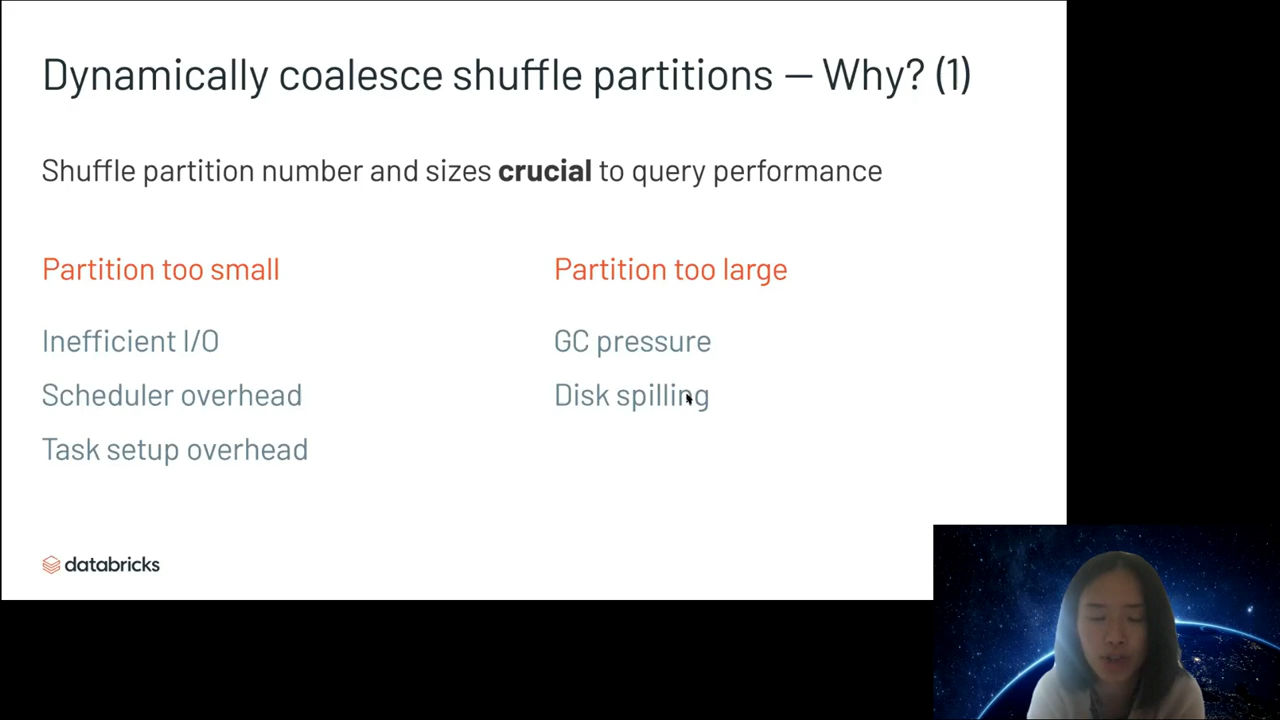 Dynamically coalesce shuffle partitions — Why? (1)
Shuffle partition number and sizes crucial to query performance
Partition too small
Inefficient I/O
Scheduler overhead
Task setup overhead
Partition too large
GC pressure
Disk spilling
databricks